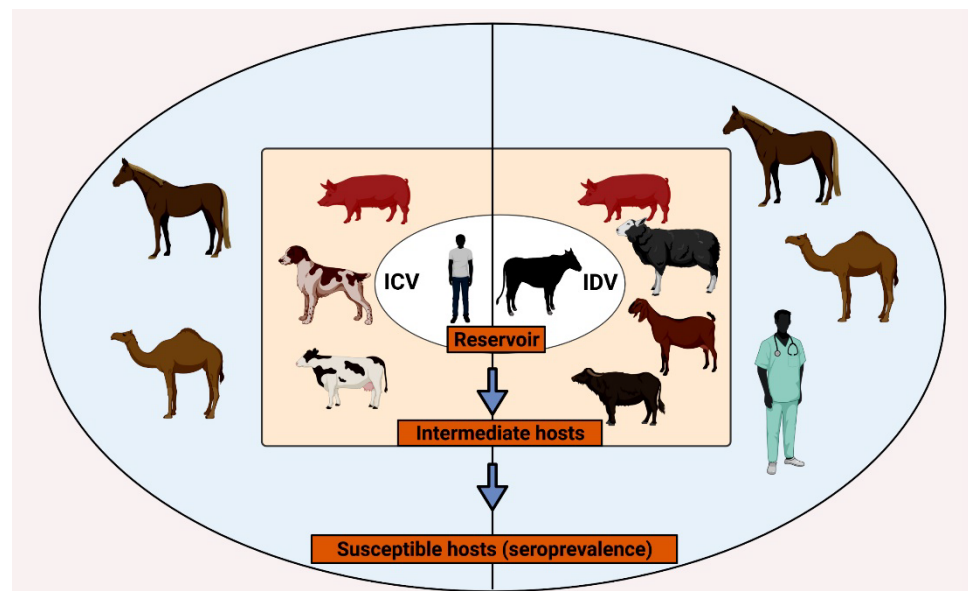 ICV
IDV
Reservoir
Intermediate hosts
Susceptible hosts (seroprevalence)